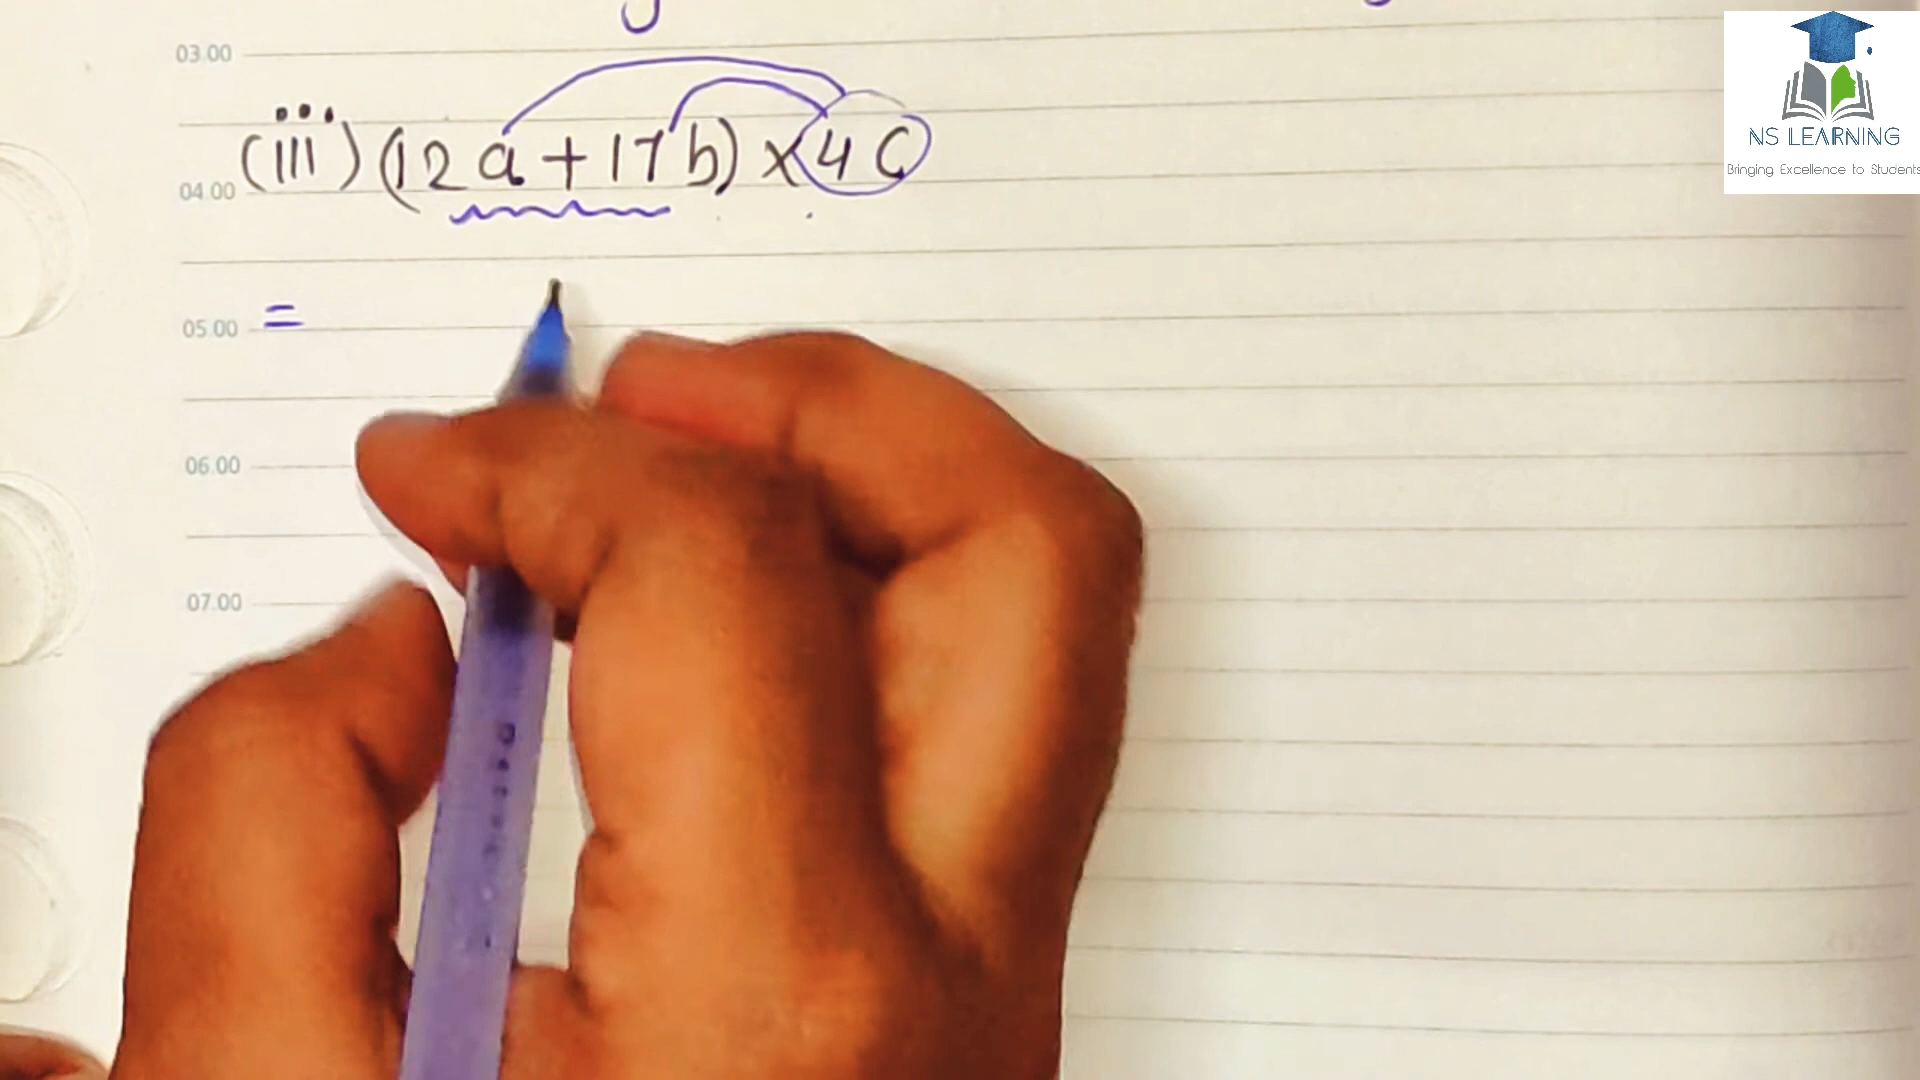 03.00
NS LEARNING
Bringing Excellence to Students
(iii) (12a+17b)×4C
04.00
05.00 =
06.00
07.00